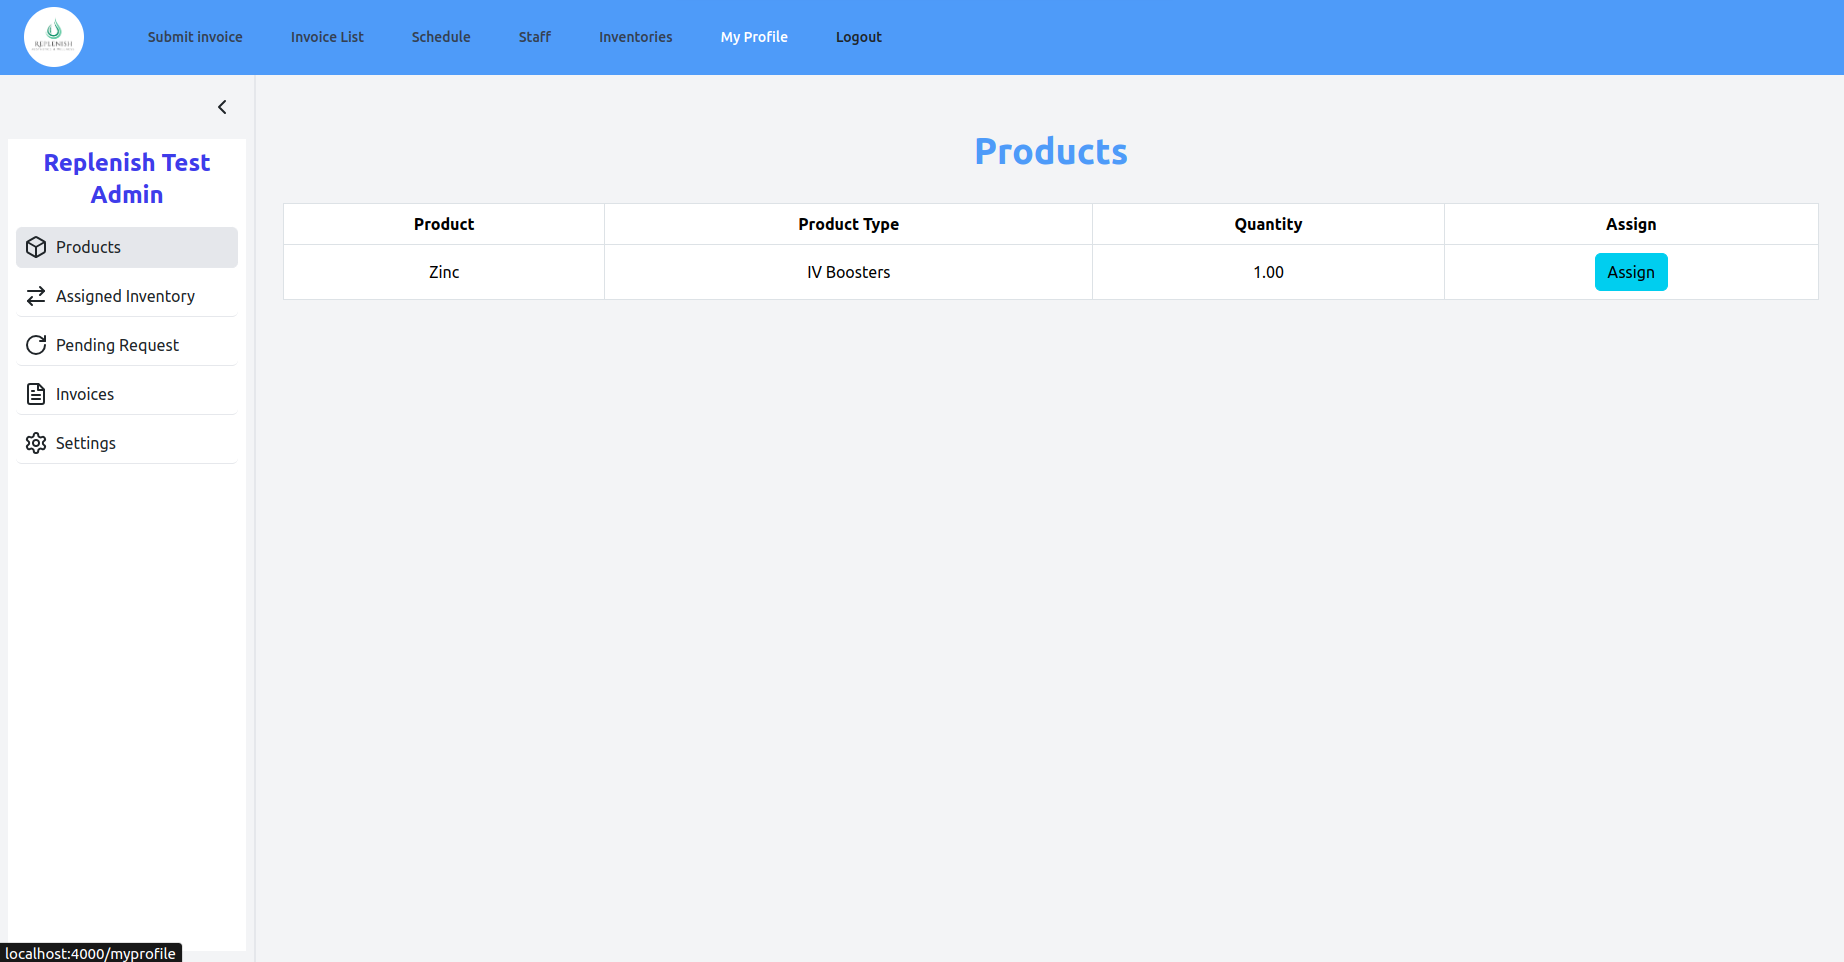 REPLENISH
Submit invoice Invoice List Schedule Staff Inventories My Profile Logout
Replenish Test
Admin
Products
Assigned Inventory
Pending Request
Invoices
Settings
Products
Product Product Type Quantity Assign
Zinc IV Boosters 1.00 Assign
localhost:4000/myprofile